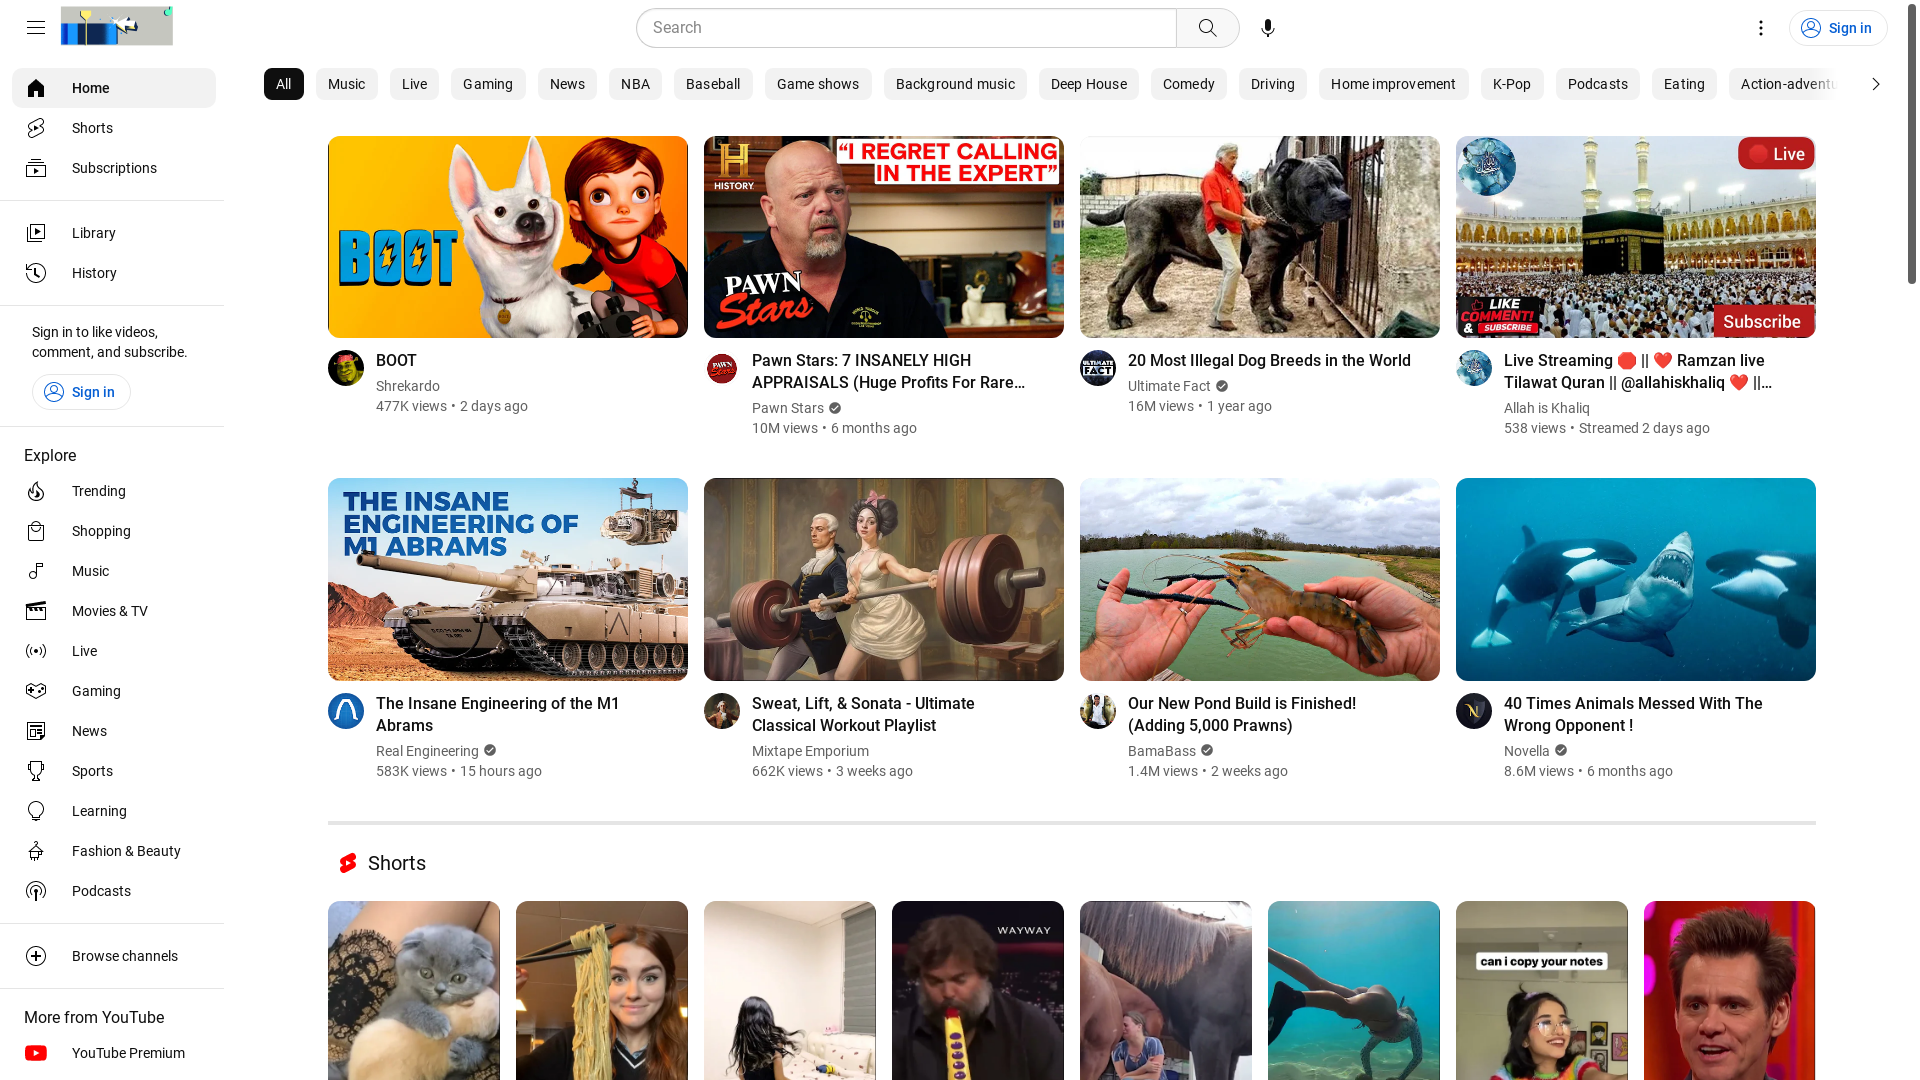 Search
Sign in
Home
Shorts
Subscriptions
Library
History
Sign in to like videos,
comment, and subscribe.
Sign in
Explore
Trending
Shopping
Music
Movies & TV
Live
Gaming
News
Sports
Learning
Fashion & Beauty
Podcasts
Browse channels
More from YouTube
YouTube Premium
All
Music
Live
Gaming
News
NBA
Baseball
Game shows
Background music
Deep House
Comedy
Driving
Home improvement
K-Pop
Podcasts
Eating
Action-adventu
BOOT
BOOT
Shrekardo
477K views • 2 days ago
H
HISTORY
“I REGRET CALLING
IN THE EXPERT”
PAWN
Stars
Pawn Stars: 7 INSANELY HIGH
APPRAISALS (Huge Profits For Rare...
Pawn Stars
10M views • 6 months ago
ULTIMATE
FACT
20 Most Illegal Dog Breeds in the World
Ultimate Fact
16M views • 1 year ago
Live
LIKE
COMMENT!
& SUBSCRIBE
Subscribe
Live Streaming 🛑 || ❤️ Ramzan live
Tilawat Quran || @allahiskhaliq ❤️ ||...
Allah is Khaliq
538 views • Streamed 2 days ago
THE INSANE
ENGINEERING OF
M1 ABRAMS
The Insane Engineering of the M1
Abrams
Real Engineering
583K views • 15 hours ago
Sweat, Lift, & Sonata - Ultimate
Classical Workout Playlist
Mixtape Emporium
662K views • 3 weeks ago
Our New Pond Build is Finished!
(Adding 5,000 Prawns)
BamaBass
1.4M views • 2 weeks ago
N
40 Times Animals Messed With The
Wrong Opponent !
Novella
8.6M views • 6 months ago
Shorts
WAYWAY
can i copy your notes